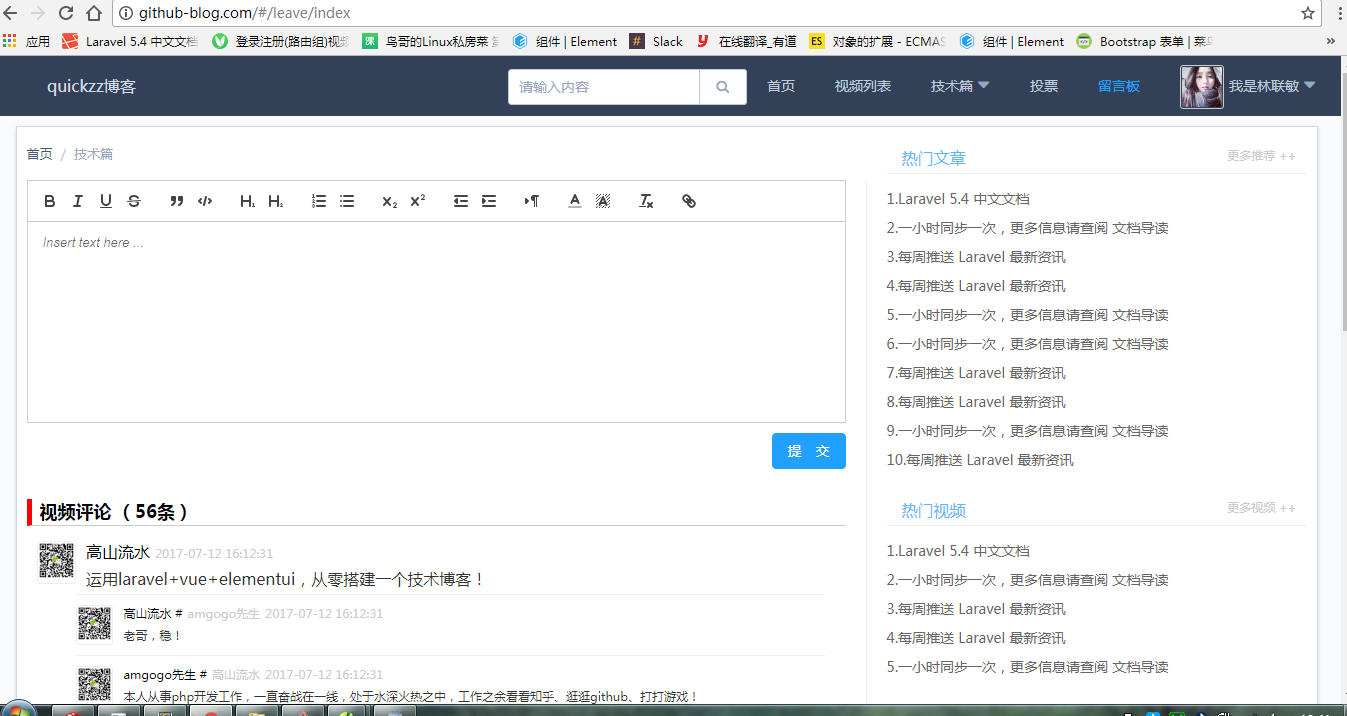 github-blog.com/#/leave/index
应用 Laravel 5.4 中文文档 登录注册(路由组)视频 鸟哥的Linux私房菜 组件 | Element # Slack 在线翻译_有道 ES 对象的扩展 - ECMAS 组件 | Element Bootstrap 表单 | 菜鸟 »
quickzz博客 请输入内容 首页 视频列表 技术篇 投票 留言板 我是林联敏
首页 / 技术篇
B I U S H1 H2 X2 X2 A A Tx
Insert text here ...
提 交
视频评论 （ 56条 ）
高山流水 2017-07-12 16:12:31
运用laravel+vue+elementui，从零搭建一个技术博客！
高山流水 # amgogo先生 2017-07-12 16:12:31
老哥，稳！
amgogo先生 # 高山流水 2017-07-12 16:12:31
本人从事php开发工作，一直奋战在一线，处于水深火热之中，工作之余看看知乎、逛逛github、打打游戏！
热门文章 更多推荐 ++
1.Laravel 5.4 中文文档
2.一小时同步一次，更多信息请查阅 文档导读
3.每周推送 Laravel 最新资讯
4.每周推送 Laravel 最新资讯
5.一小时同步一次，更多信息请查阅 文档导读
6.一小时同步一次，更多信息请查阅 文档导读
7.每周推送 Laravel 最新资讯
8.每周推送 Laravel 最新资讯
9.一小时同步一次，更多信息请查阅 文档导读
10.每周推送 Laravel 最新资讯
热门视频 更多视频 ++
1.Laravel 5.4 中文文档
2.一小时同步一次，更多信息请查阅 文档导读
3.每周推送 Laravel 最新资讯
4.每周推送 Laravel 最新资讯
5.一小时同步一次，更多信息请查阅 文档导读